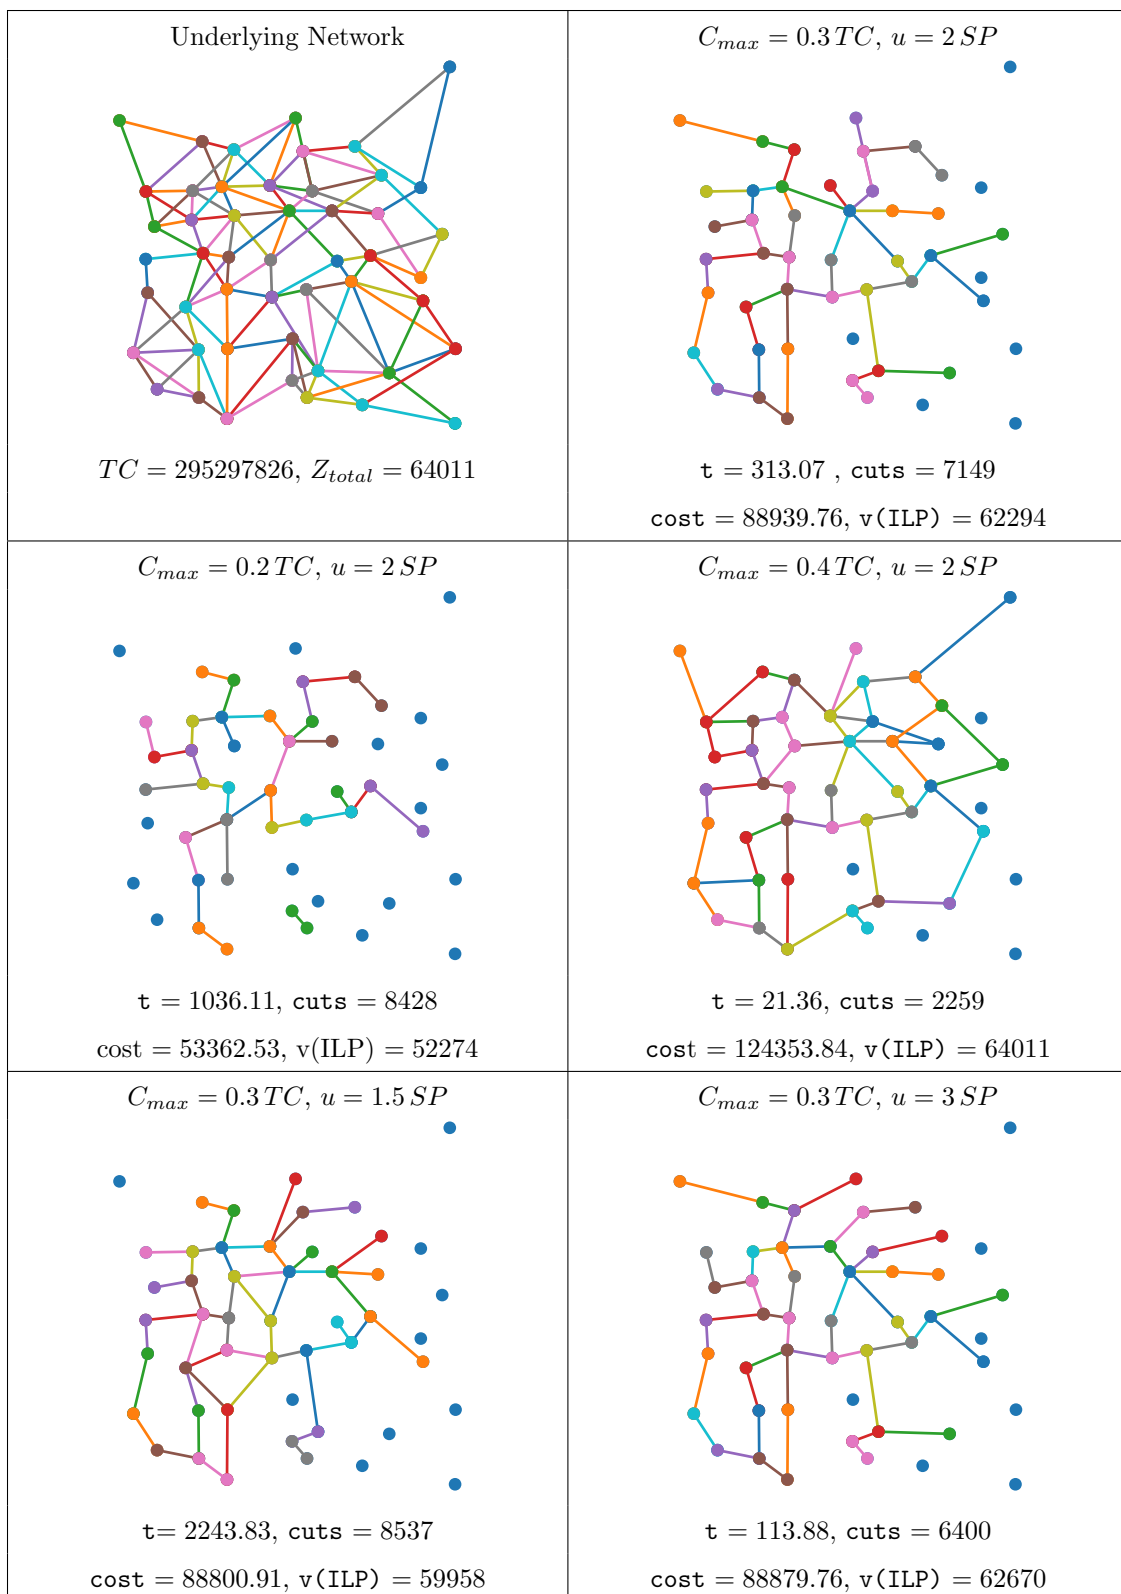 Underlying Network
TC = 295297826, Z_total = 64011
C_max = 0.3 TC, u = 2 SP
t = 313.07 , cuts = 7149
cost = 88939.76, v(ILP) = 62294
C_max = 0.2 TC, u = 2 SP
t = 1036.11, cuts = 8428
cost = 53362.53, v(ILP) = 52274
C_max = 0.4 TC, u = 2 SP
t = 21.36, cuts = 2259
cost = 124353.84, v(ILP) = 64011
C_max = 0.3 TC, u = 1.5 SP
t= 2243.83, cuts = 8537
cost = 88800.91, v(ILP) = 59958
C_max = 0.3 TC, u = 3 SP
t = 113.88, cuts = 6400
cost = 88879.76, v(ILP) = 62670